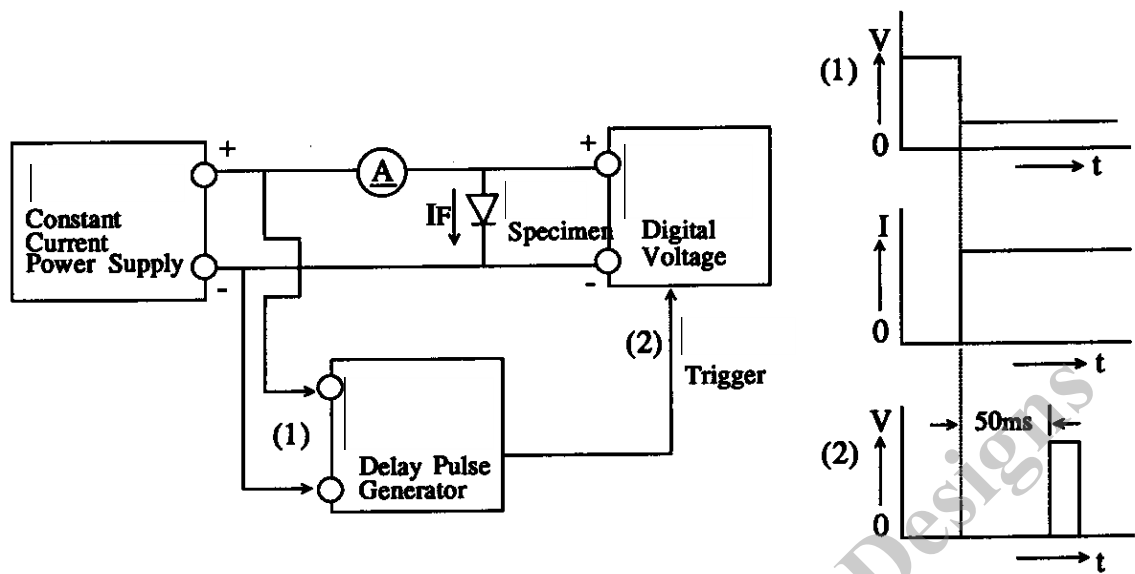 +
-
Constant
Current
Power Supply
A
IF
Specimen
+
-
Digital
Voltage
(2)
Trigger
(1)
Delay Pulse
Generator
(1)
V
0
t
I
0
t
(2)
V
0
50ms
t
Designs